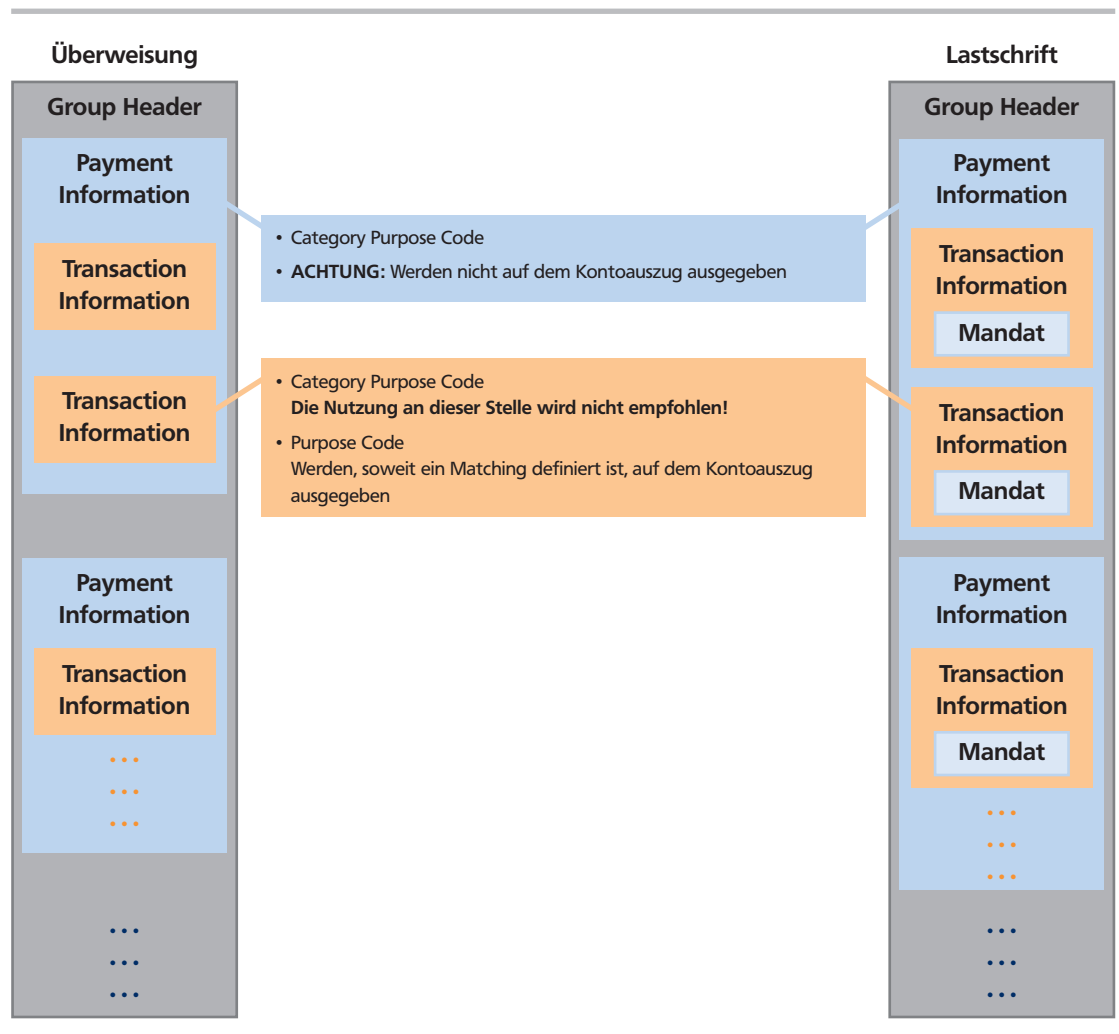 Überweisung
Group Header
Payment
Information
Transaction
Information
Transaction
Information
Payment
Information
Transaction
Information
...
...
...
...
...
...
• Category Purpose Code
• ACHTUNG: Werden nicht auf dem Kontoauszug ausgegeben
• Category Purpose Code
Die Nutzung an dieser Stelle wird nicht empfohlen!
• Purpose Code
Werden, soweit ein Matching definiert ist, auf dem Kontoauszug
ausgegeben
Lastschrift
Group Header
Payment
Information
Transaction
Information
Mandat
Transaction
Information
Mandat
Payment
Information
Transaction
Information
Mandat
...
...
...
...
...
...